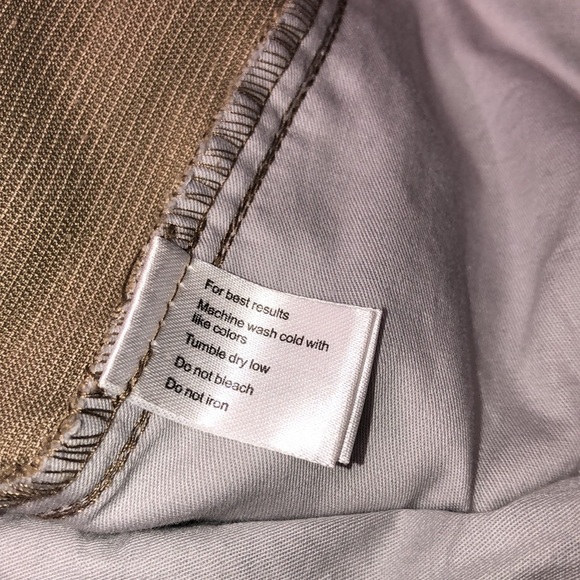 For best results
Machine wash cold with
like colors
Tumble dry low
Do not bleach
Do not iron